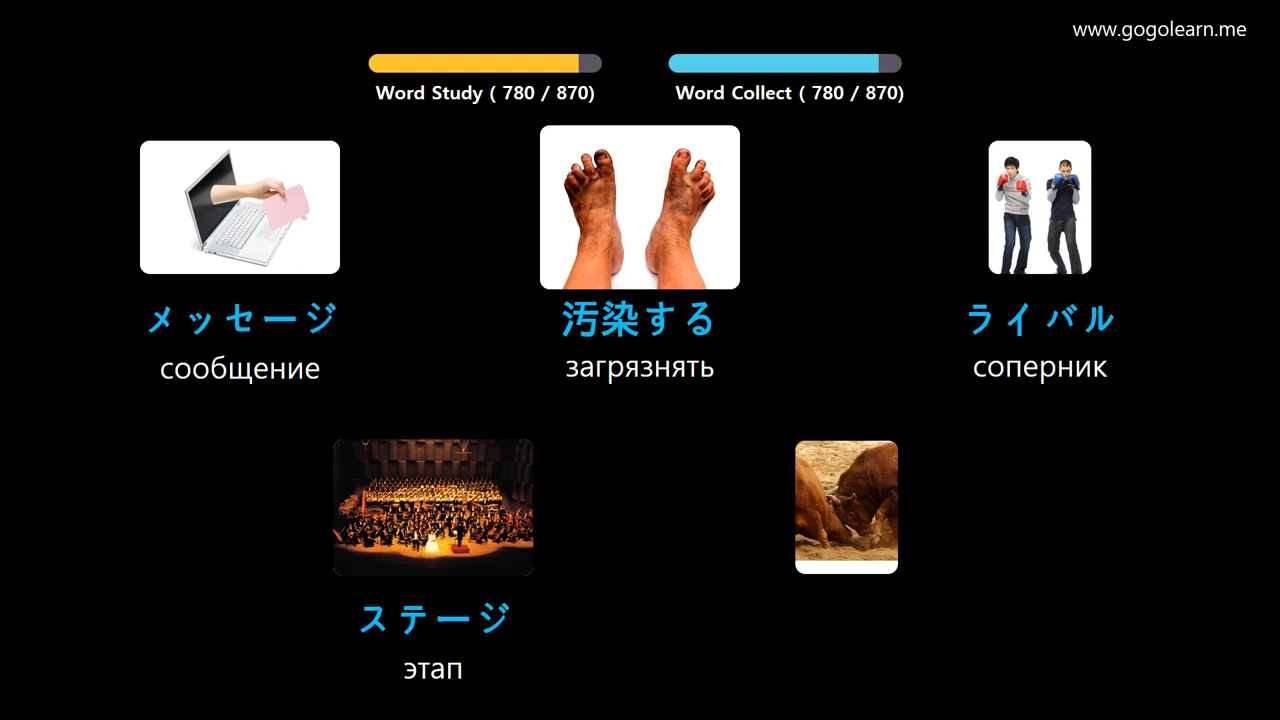 www.gogolearn.me
Word Study ( 780 / 870)
Word Collect ( 780 / 870)
メッセージ
сообщение
汚染する
загрязнять
ライバル
соперник
ステージ
этап